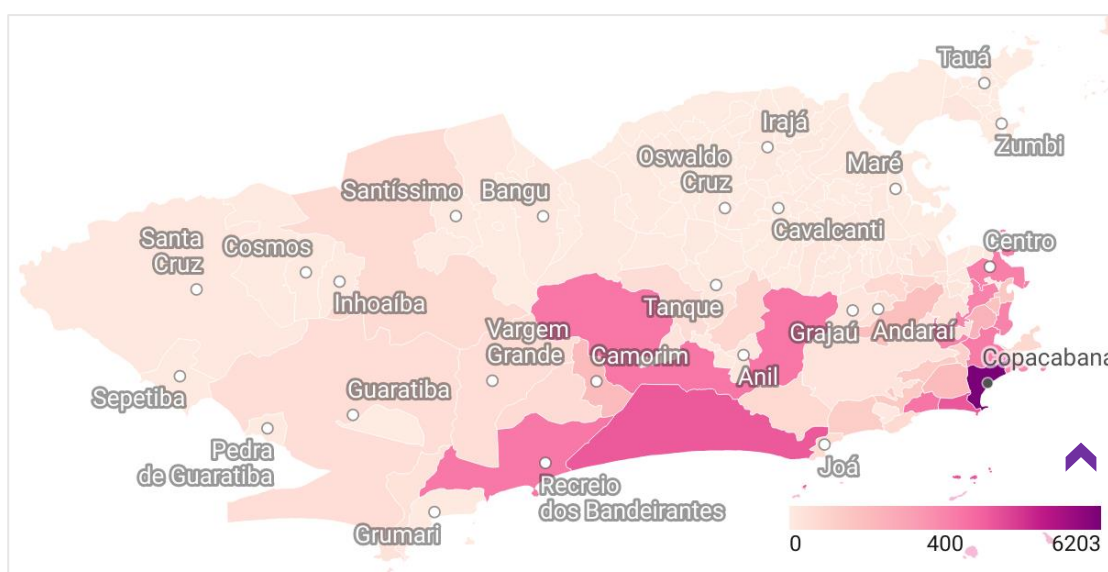 Tauá
Zumbi
Irajá
Oswaldo
Cruz
Maré
Cavalcanti
Santíssimo
Bangu
Santa
Cruz
Cosmos
Inhoaíba
Centro
Tanque
Grajaú
Andaraí
Vargem
Grande
Camorim
Anil
Copacabana
Sepetiba
Guaratiba
Pedra
de Guaratiba
Joá
Recreio
dos Bandeirantes
Grumari
0
400
6203